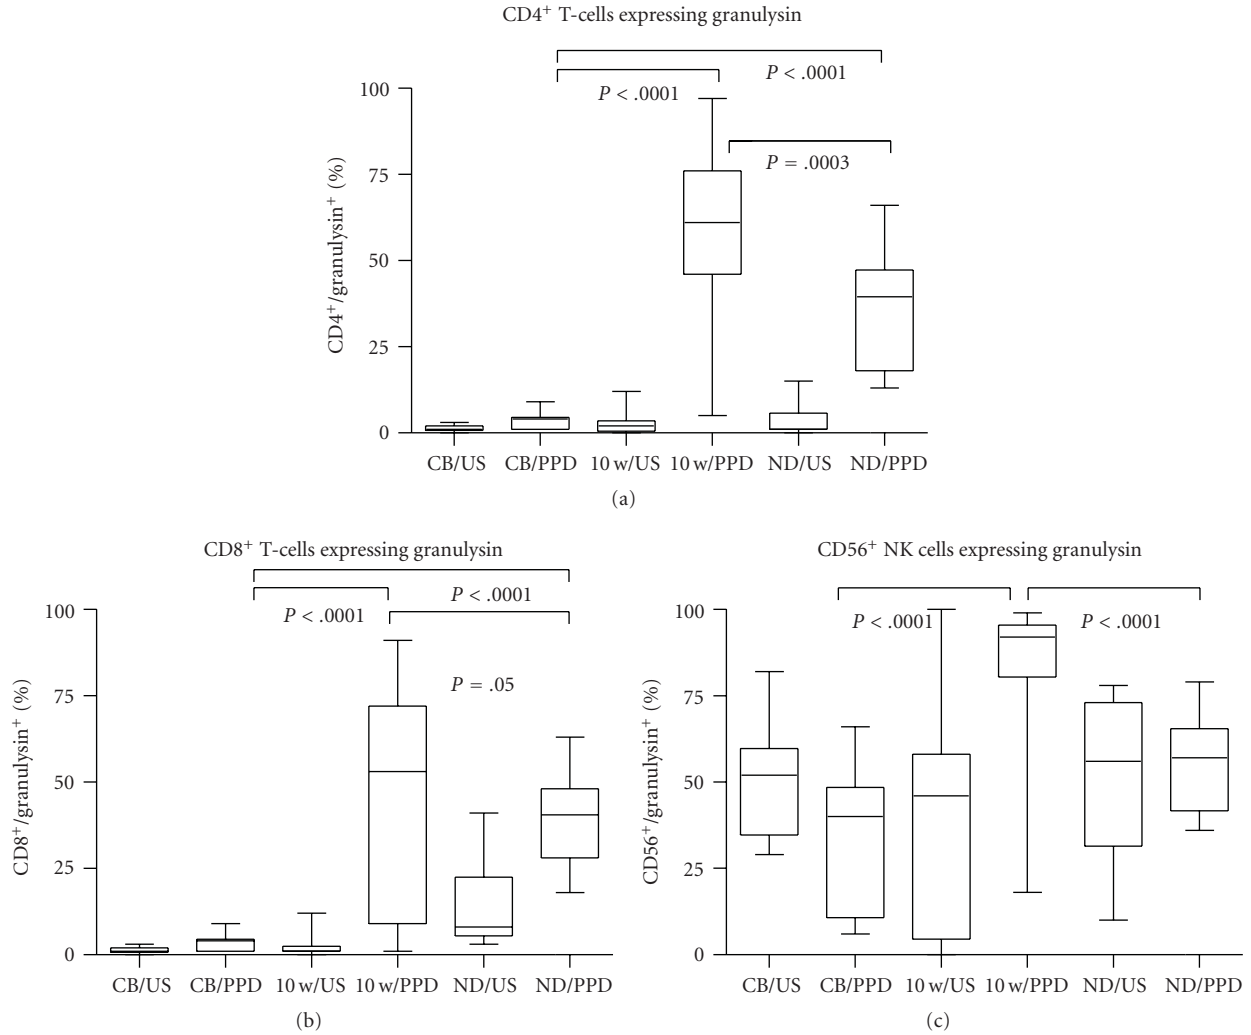 CD4⁺ T-cells expressing granulysin
P < .0001
P < .0001
P = .0003
CD4⁺/granulysin⁺ (%)
100
75
50
25
0
CB/US CB/PPD 10 w/US 10 w/PPD ND/US ND/PPD
(a)
CD8⁺ T-cells expressing granulysin
P < .0001
P < .0001
P = .05
CD8⁺/granulysin⁺ (%)
100
75
50
25
0
CB/US CB/PPD 10 w/US 10 w/PPD ND/US ND/PPD
(b)
CD56⁺ NK cells expressing granulysin
P < .0001 P < .0001
CD56⁺/granulysin⁺ (%)
100
75
50
25
0
CB/US CB/PPD 10 w/US 10 w/PPD ND/US ND/PPD
(c)